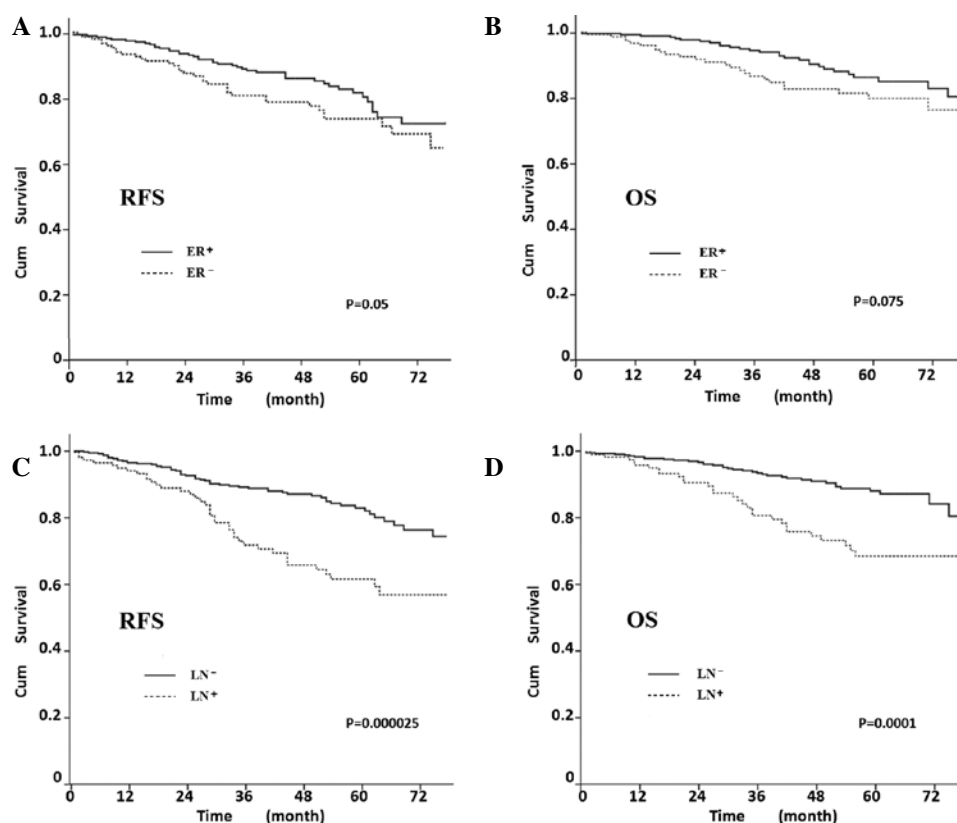 A
1.0
0.8
0.6
0.4
0.2
0
Cum Survival
RFS
ER+
ER−
P=0.05
0 12 24 36 48 60 72
Time (month)
B
1.0
0.8
0.6
0.4
0.2
0
Cum Survival
OS
ER+
ER−
P=0.075
0 12 24 36 48 60 72
Time (month)
C
1.0
0.8
0.6
0.4
0.2
0
Cum Survival
RFS
LN−
LN+
P=0.000025
0 12 24 36 48 60 72
Time (month)
D
1.0
0.8
0.6
0.4
0.2
0
Cum Survival
OS
LN−
LN+
P=0.0001
0 12 24 36 48 60 72
Time (month)